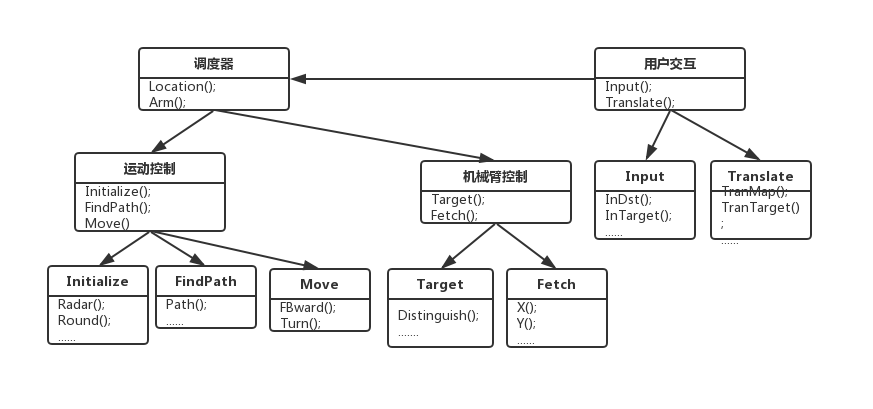 调度器
Location();
Arm();
用户交互
Input();
Translate();
运动控制
Initialize();
FindPath();
Move()
机械臂控制
Target();
Fetch();
Input
InDst();
InTarget();
......
Translate
TranMap();
TranTarget()
;
......
Initialize
Radar();
Round();
......
FindPath
Path();
......
Move
FBward();
Turn();
Target
Distinguish();
.......
Fetch
X();
Y();
......